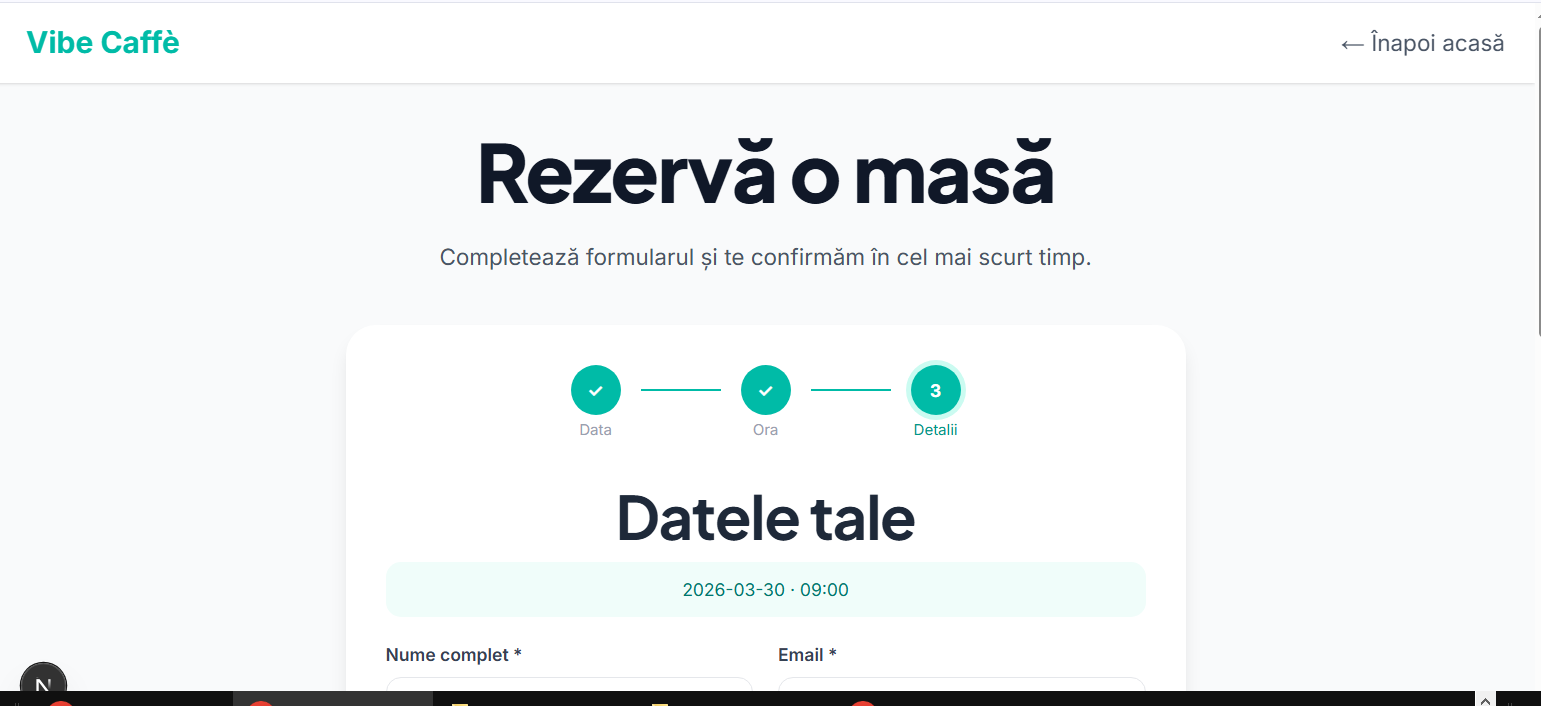 Vibe Caffè
← Înapoi acasă
Rezervă o masă
Completează formularul și te confirmăm în cel mai scurt timp.
3
Data
Ora
Detalii
Datele tale
2026-03-30 · 09:00
Nume complet *
Email *
N